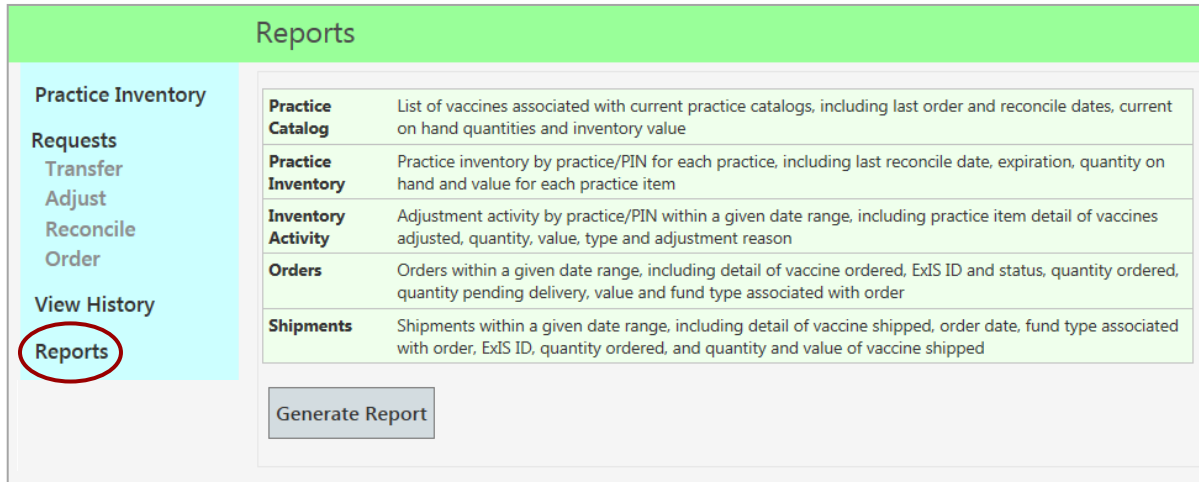 Reports
Practice Inventory
Requests
Transfer
Adjust
Reconcile
Order
View History
Reports
Practice
Catalog
List of vaccines associated with current practice catalogs, including last order and reconcile dates, current
on hand quantities and inventory value
Practice
Inventory
Practice inventory by practice/PIN for each practice, including last reconcile date, expiration, quantity on
hand and value for each practice item
Inventory
Activity
Adjustment activity by practice/PIN within a given date range, including practice item detail of vaccines
adjusted, quantity, value, type and adjustment reason
Orders
Orders within a given date range, including detail of vaccine ordered, ExIS ID and status, quantity ordered,
quantity pending delivery, value and fund type associated with order
Shipments
Shipments within a given date range, including detail of vaccine shipped, order date, fund type associated
with order, ExIS ID, quantity ordered, and quantity and value of vaccine shipped
Generate Report